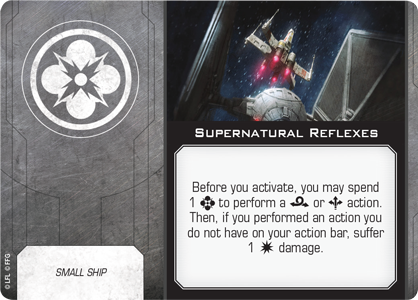 SUPERNATURAL REFLEXES
Before you activate, you may spend
1 to perform a or action.
Then, if you performed an action you
do not have on your action bar, suffer
1 damage.
SMALL SHIP
© LFL © FFG